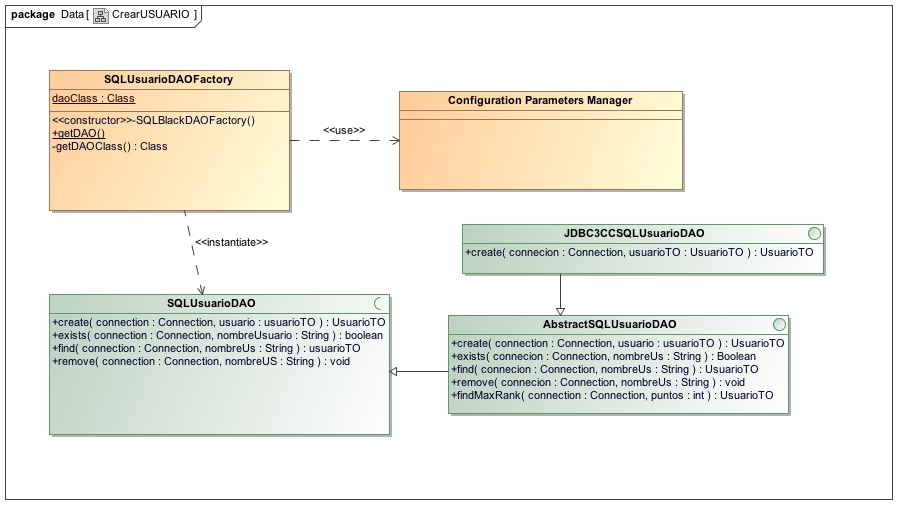 package Data[ CrearUSUARIO ]
SQLUsuarioDAOFactory
daoClass : Class
<<constructor>>-SQLBlackDAOFactory()
+getDAO()
-getDAOClass() : Class
<<use>>
Configuration Parameters Manager
<<instantiate>>
JDBC3CCSQLUsuarioDAO
+create( connecion : Connection, usuarioTO : UsuarioTO ) : UsuarioTO
SQLUsuarioDAO
+create( connection : Connection, usuario : usuarioTO ) : UsuarioTO
+exists( connection : Connection, nombreUsuario : String ) : boolean
+find( connection : Connection, nombreUs : String ) : usuarioTO
+remove( connection : Connection, nombreUS : String ) : void
AbstractSQLUsuarioDAO
+create( connection : Connection, usuario : usuarioTO ) : UsuarioTO
+exists( connecion : Connection, nombreUs : String ) : Boolean
+find( connecion : Connection, nombreUs : String ) : UsuarioTO
+remove( connecion : Connection, nombreUs : String ) : void
+findMaxRank( connection : Connection, puntos : int ) : UsuarioTO